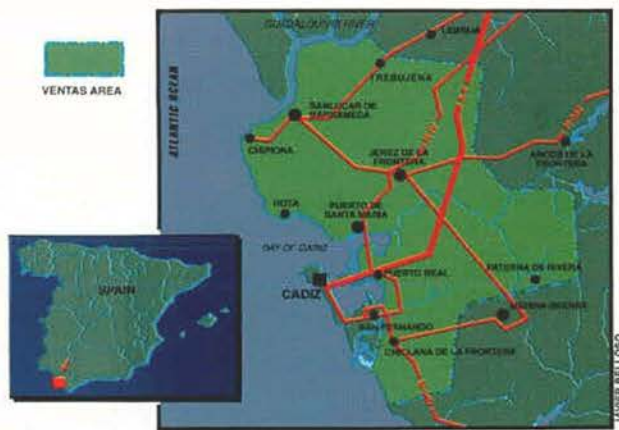 VENTAS AREA
GUADALQUIVIR RIVER
LEBRIJA
TREBUJENA
ATLANTIC OCEAN
SANLUCAR DE
BARRAMEDA
CHIPIONA
JEREZ DE LA
FRONTERA
ARCOS DE LA
FRONTERA
ROTA
PUERTO DE
SANTA MARIA
BAY OF CADIZ
PUERTO REAL
CADIZ
PATERNA DE RIVERA
MEDINA SIDONIA
SAN FERNANDO
CHICLANA DE LA FRONTERA
SPAIN